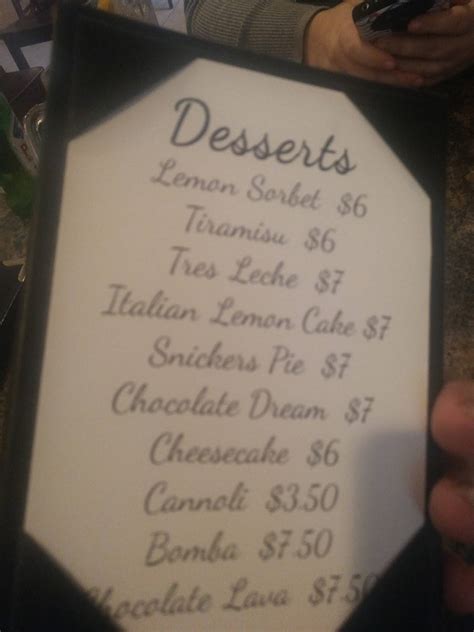 Desserts
Lemon Sorbet $6
Tiramisu $6
Tres Leche $7
Italian Lemon Cake $7
Snickers Pie $7
Chocolate Dream $7
Cheesecake $6
Cannoli $3.50
Bomba $7.50
Chocolate Lava $7.50